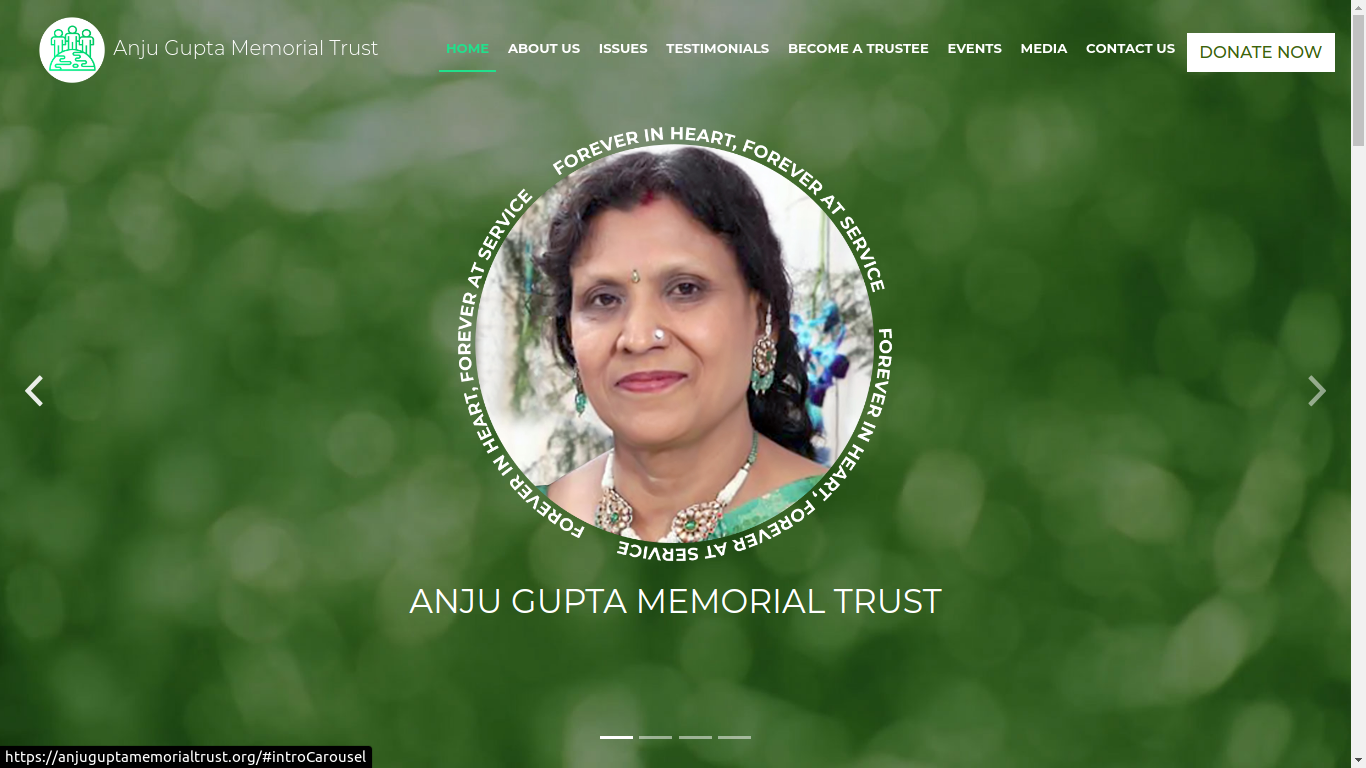 Anju Gupta Memorial Trust
HOME ABOUT US ISSUES TESTIMONIALS BECOME A TRUSTEE EVENTS MEDIA CONTACT US DONATE NOW
FOREVER IN HEART, FOREVER AT SERVICE
FOREVER IN HEART, FOREVER AT SERVICE
FOREVER IN HEART, FOREVER AT SERVICE
ANJU GUPTA MEMORIAL TRUST
https://anjuguptamemorialtrust.org/#introCarousel